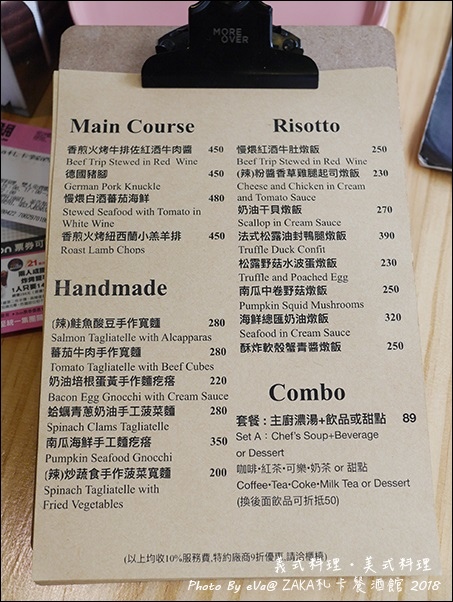 MORE
OVER
Main Course
香煎火烤牛排佐紅酒牛肉醬 450
Beef Trip Stewed in Red Wine
德國豬腳 450
German Pork Knuckle
慢煨白酒蕃茄海鮮 480
Stewed Seafood with Tomato in
White Wine
香煎火烤紐西蘭小羔羊排 450
Roast Lamb Chops
Handmade
(辣)鮭魚酸豆手作寬麵 280
Salmon Tagliatelle with Alcapparas
蕃茄牛肉手作寬麵 280
Tomato Tagliatelle with Beef Cubes
奶油培根蛋黃手作麵疙瘩 220
Bacon Egg Gnocchi with Cream Sauce
蛤蠣青蔥奶油手工菠菜麵 280
Spinach Clams Tagliatelle
南瓜海鮮手工麵疙瘩 350
Pumpkin Seafood Gnocchi
(辣)炒蔬食手作菠菜寬麵 200
Spinach Tagliatelle with
Fried Vegetables
Risotto
慢煨紅酒牛肚燉飯 250
Beef Trip Stewed in Red Wine
(辣)粉醬香草雞腿起司燉飯 230
Cheese and Chicken in Cream
and Tomato Sauce
奶油干貝燉飯 270
Scallop in Cream Sauce
法式松露油封鴨腿燉飯 390
Truffle Duck Confit
松露野菇水波蛋燉飯 230
Truffle and Poached Egg
南瓜中卷野菇燉飯 250
Pumpkin Squid Mushrooms
海鮮總匯奶油燉飯 320
Seafood in Cream Sauce
酥炸軟殼蟹青醬燉飯 250
Combo
套餐 : 主廚濃湯+飲品或甜點 89
Set A : Chef's Soup+Beverage
or Dessert
咖啡‧紅茶‧可樂‧奶茶 or 甜點
Coffee‧Tea‧Coke‧Milk Tea or Dessert
(換後面飲品可折抵50)
(以上均收10%服務費,特約廠商9折優惠,請洽櫃檯)
義式料理‧美式料理
Photo By eVa@ ZAKA札卡餐酒館 2018